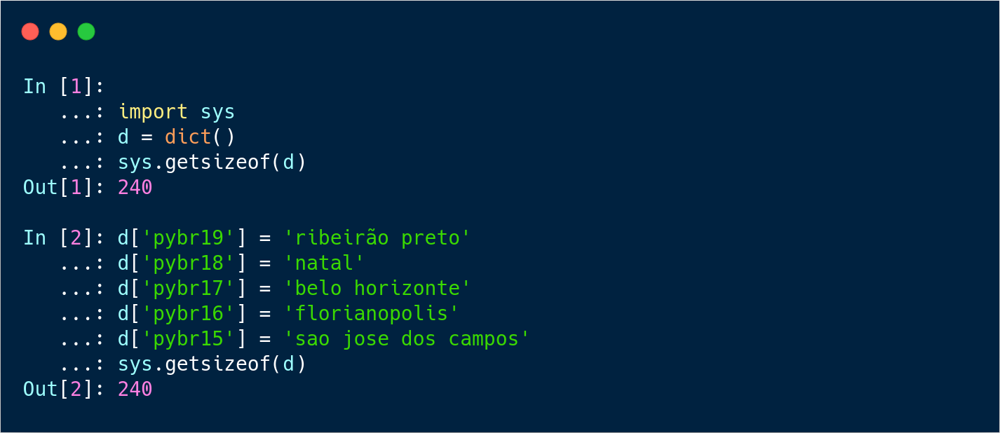 In [1]:
   ...: import sys
   ...: d = dict()
   ...: sys.getsizeof(d)
Out[1]: 240
In [2]: d['pybr19'] = 'ribeirão preto'
   ...: d['pybr18'] = 'natal'
   ...: d['pybr17'] = 'belo horizonte'
   ...: d['pybr16'] = 'florianopolis'
   ...: d['pybr15'] = 'sao jose dos campos'
   ...: sys.getsizeof(d)
Out[2]: 240